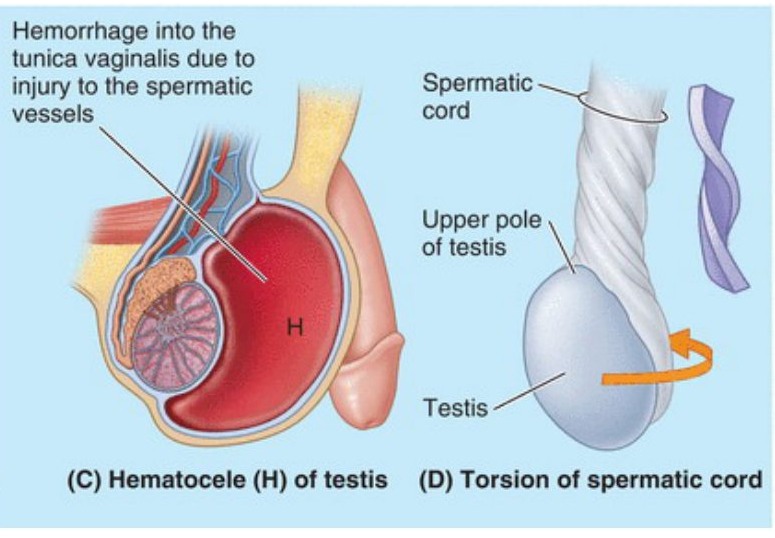 Hemorrhage into the
tunica vaginalis due to
injury to the spermatic
vessels
H
(C) Hematocele (H) of testis
Spermatic
cord
Upper pole
of testis
Testis
(D) Torsion of spermatic cord